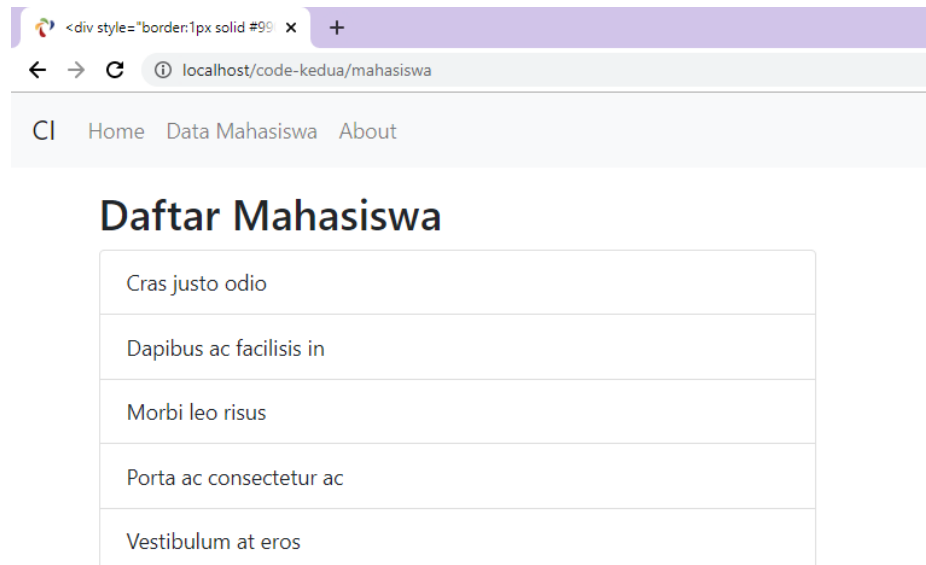 <div style="border:1px solid #99
localhost/code-kedua/mahasiswa
CI Home Data Mahasiswa About
Daftar Mahasiswa
Cras justo odio
Dapibus ac facilisis in
Morbi leo risus
Porta ac consectetur ac
Vestibulum at eros